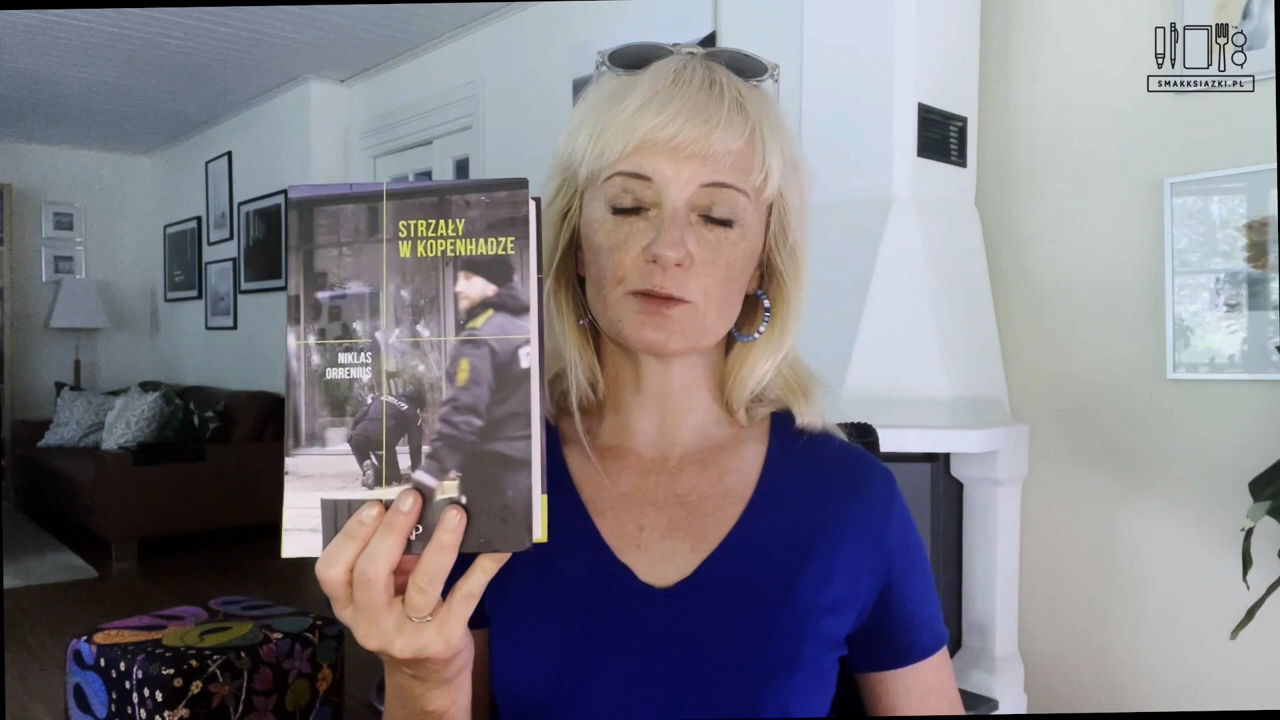 STRZAŁY
W KOPENHADZE
NIKLAS
ORRENIUS
SMAKKSIAZKI.PL